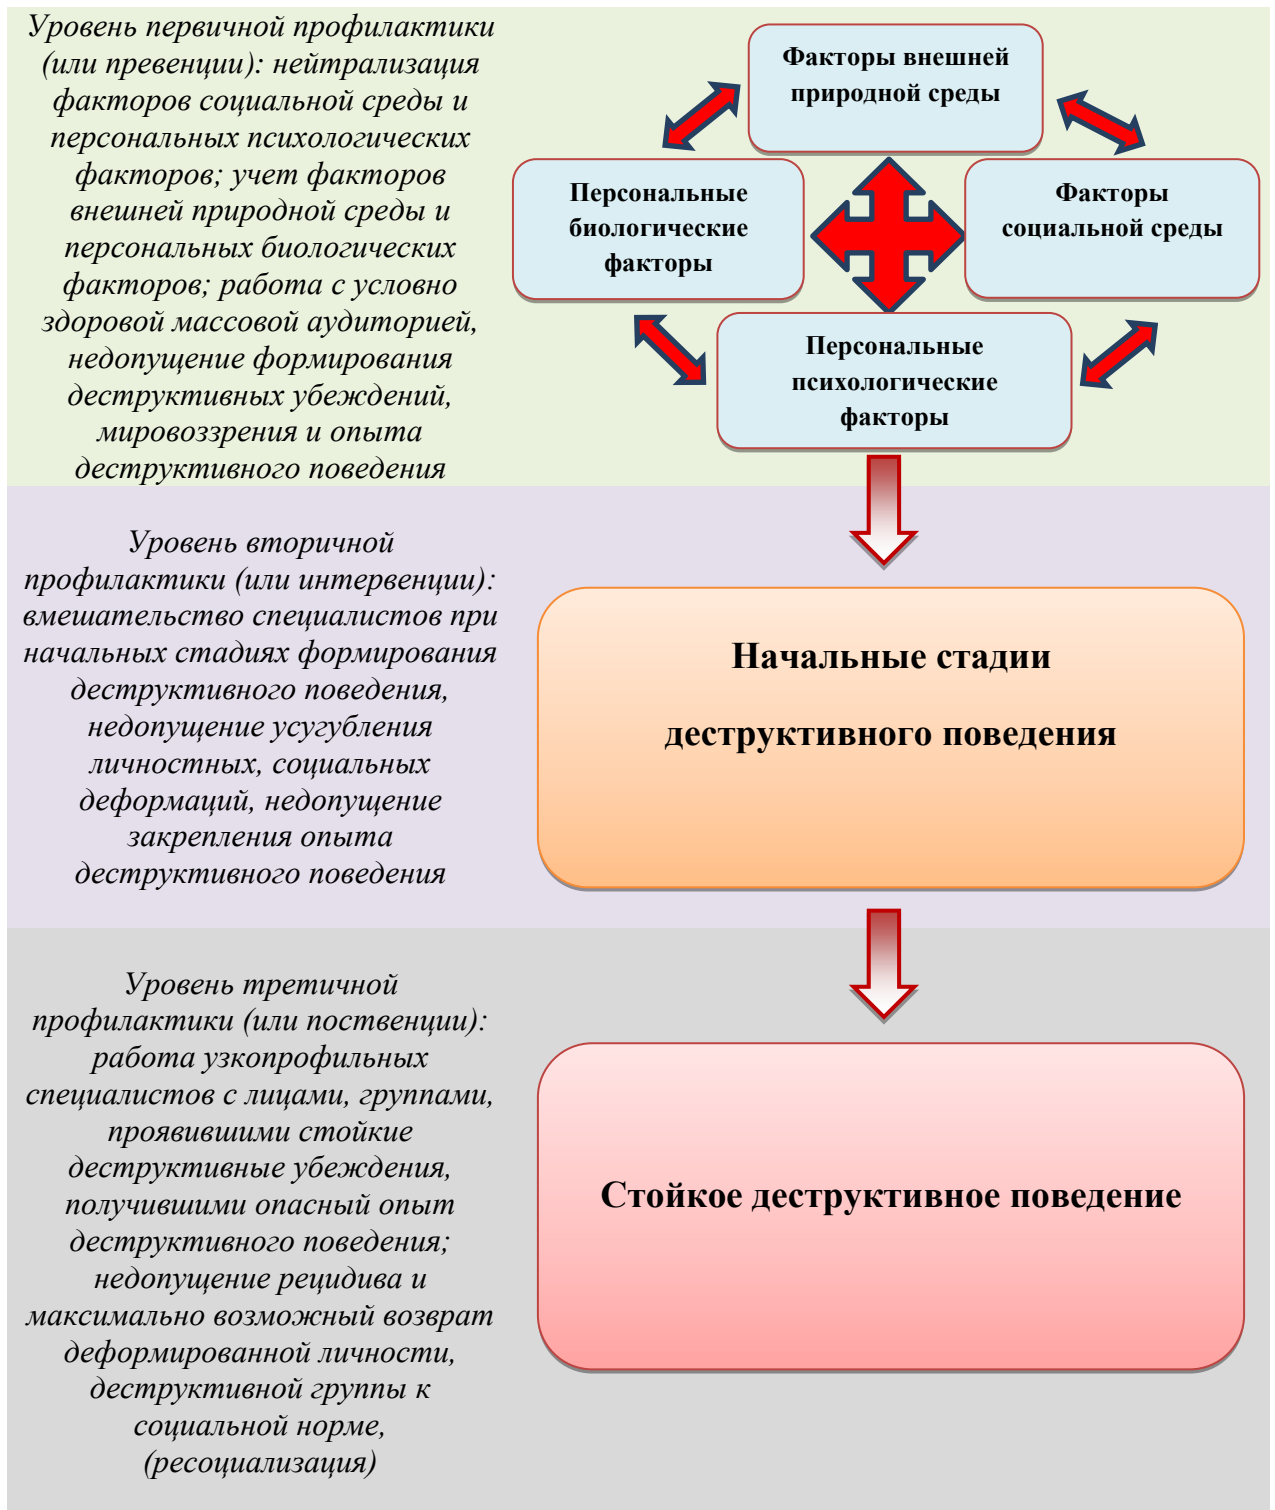 Уровень первичной профилактики
(или превенции): нейтрализация
факторов социальной среды и
персональных психологических
факторов; учет факторов
внешней природной среды и
персональных биологических
факторов; работа с условно
здоровой массовой аудиторией,
недопущение формирования
деструктивных убеждений,
мировоззрения и опыта
деструктивного поведения
Факторы внешней
природной среды
Персональные
биологические
факторы
Факторы
социальной среды
Персональные
психологические
факторы
Уровень вторичной
профилактики (или интервенции):
вмешательство специалистов при
начальных стадиях формирования
деструктивного поведения,
недопущение усугубления
личностных, социальных
деформаций, недопущение
закрепления опыта
деструктивного поведения
Начальные стадии
деструктивного поведения
Уровень третичной
профилактики (или поственции):
работа узкопрофильных
специалистов с лицами, группами,
проявившими стойкие
деструктивные убеждения,
получившими опасный опыт
деструктивного поведения;
недопущение рецидива и
максимально возможный возврат
деформированной личности,
деструктивной группы к
социальной норме,
(ресоциализация)
Стойкое деструктивное поведение